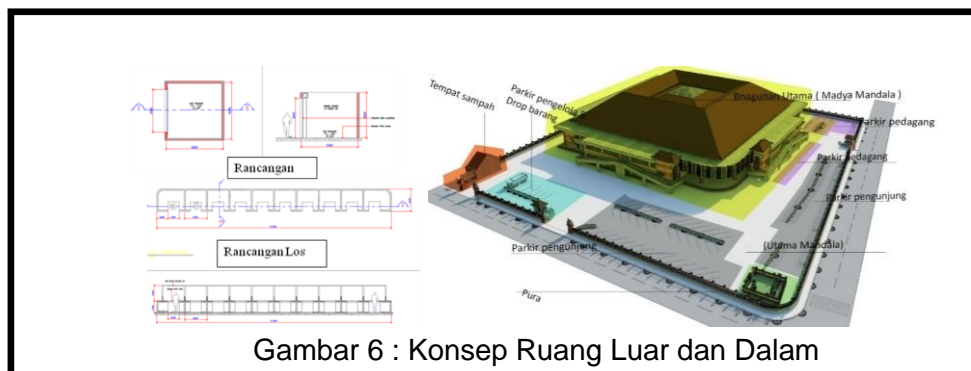 Rancangan
Rancangan Los
Tempat sampah
Parkir pengelola
Drop barang
Bnagunan Utama ( Madya Mandala )
Parkir pedagang
Parkir pedagang
Parkir pengunjung
Parkir pengunjung
(Utama Mandala)
Pura
Gambar 6 : Konsep Ruang Luar dan Dalam